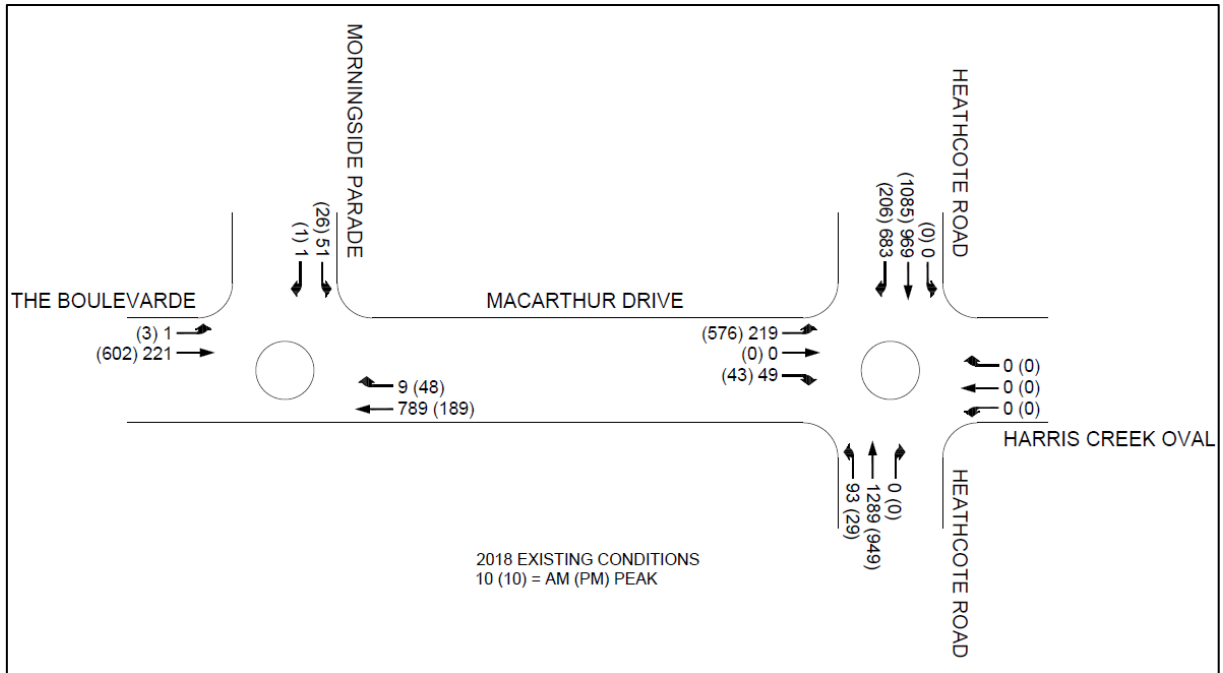 MORNINGSIDE PARADE
HEATHCOTE ROAD
(26) 51
(1) 1
(0) 0
(1085) 969
(206) 683
THE BOULEVARDE
MACARTHUR DRIVE
(3) 1
(602) 221
9 (48)
789 (189)
(576) 219
(0) 0
(43) 49
0 (0)
0 (0)
0 (0)
HARRIS CREEK OVAL
0 (0)
1289 (949)
93 (29)
HEATHCOTE ROAD
2018 EXISTING CONDITIONS
10 (10) = AM (PM) PEAK